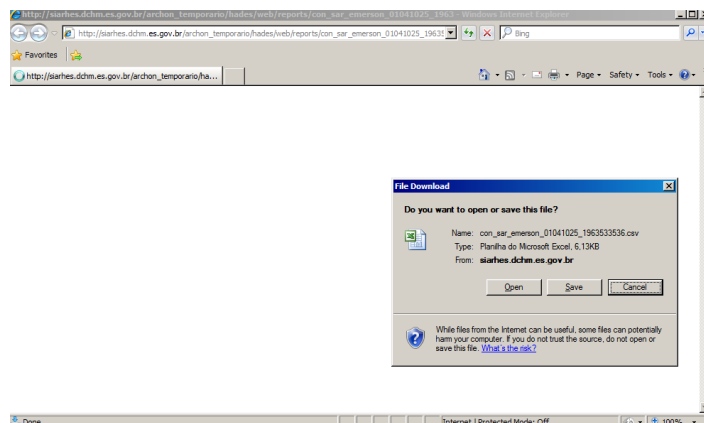 http://siarhes.dchm.es.gov.br/archon_temporario/hades/web/reports/con_sar_emerson_01041025_1963 - Windows Internet Explorer
http://siarhes.dchm.es.gov.br/archon_temporario/hades/web/reports/con_sar_emerson_01041025_19635
Bing
Favorites
http://siarhes.dchm.es.gov.br/archon_temporario/ha...
Page
Safety
Tools
File Download
Do you want to open or save this file?
Name: con_sar_emerson_01041025_1963533536.csv
Type: Planilha do Microsoft Excel, 6,13KB
From: siarhes.dchm.es.gov.br
Open
Save
Cancel
While files from the Internet can be useful, some files can potentially
harm your computer. If you do not trust the source, do not open or
save this file. What's the risk?
Done
Internet | Protected Mode: Off
100%